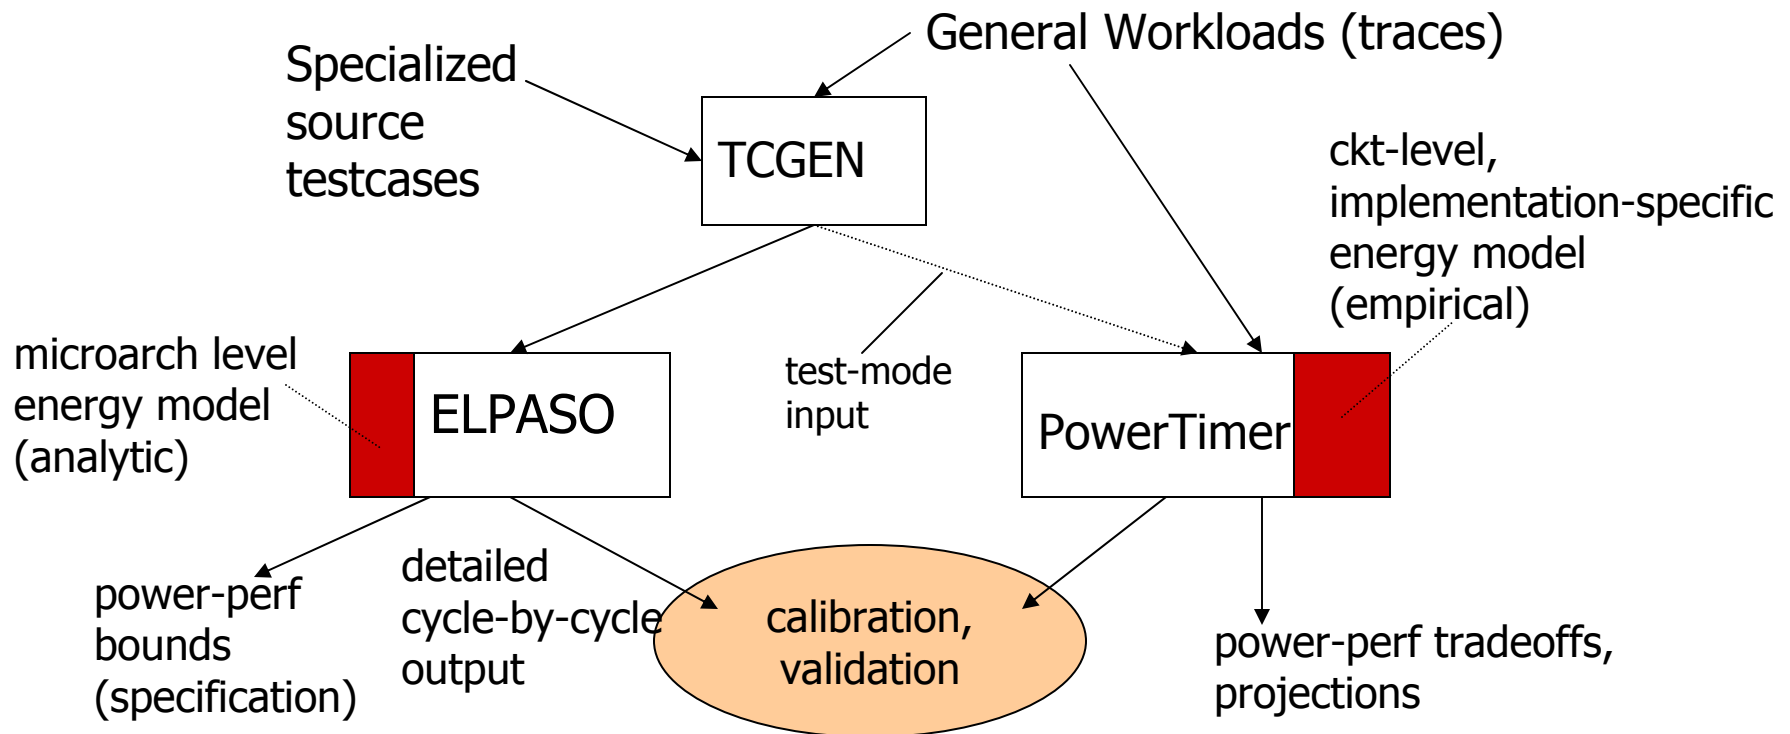 General Workloads (traces)
Specialized
source
testcases
TCGEN
ckt-level,
implementation-specific
energy model
(empirical)
microarch level
energy model
(analytic)
ELPASO
test-mode
input
PowerTimer
power-perf
bounds
(specification)
detailed
cycle-by-cycle
output
calibration,
validation
power-perf tradeoffs,
projections